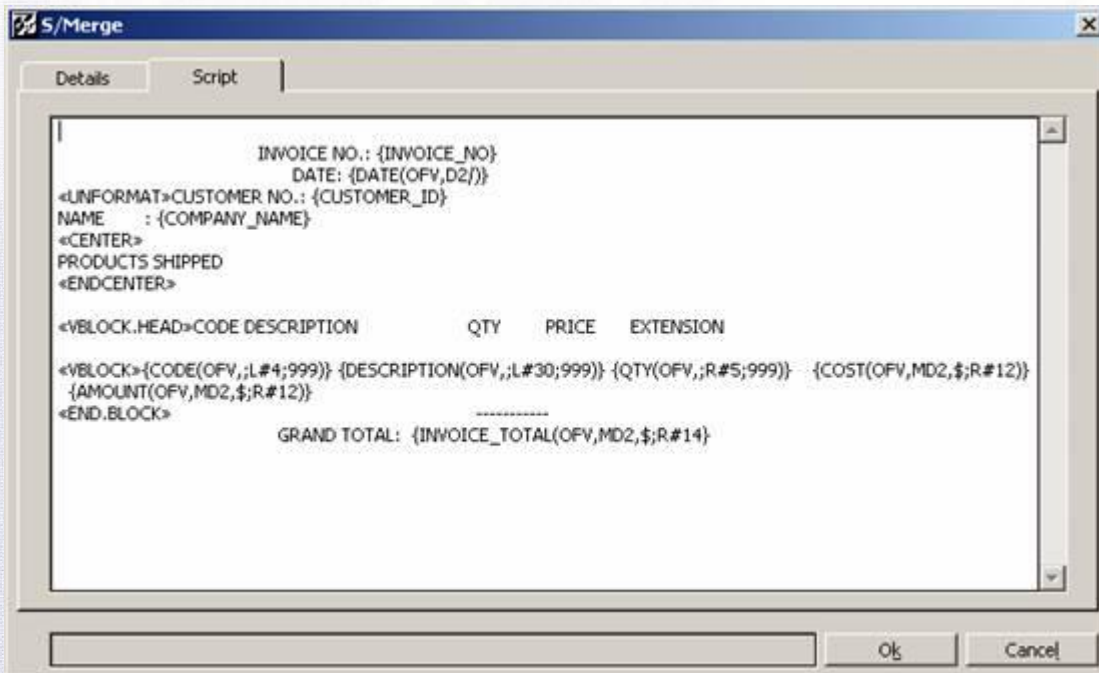 S/Merge
Details Script
INVOICE NO.: {INVOICE_NO}
DATE: {DATE(OFV,D2/)}
«UNFORMAT»CUSTOMER NO.: {CUSTOMER_ID}
NAME : {COMPANY_NAME}
«CENTER»
PRODUCTS SHIPPED
«ENDCENTER»
«VBLOCK.HEAD»CODE DESCRIPTION QTY PRICE EXTENSION
«VBLOCK»{CODE(OFV,;L#4;999)} {DESCRIPTION(OFV,;L#30;999)} {QTY(OFV,;R#5;999)} {COST(OFV,MD2,$;R#12)}
{AMOUNT(OFV,MD2,$;R#12)}
«END.BLOCK» -----------
GRAND TOTAL: {INVOICE_TOTAL(OFV,MD2,$;R#14}
Ok Cancel